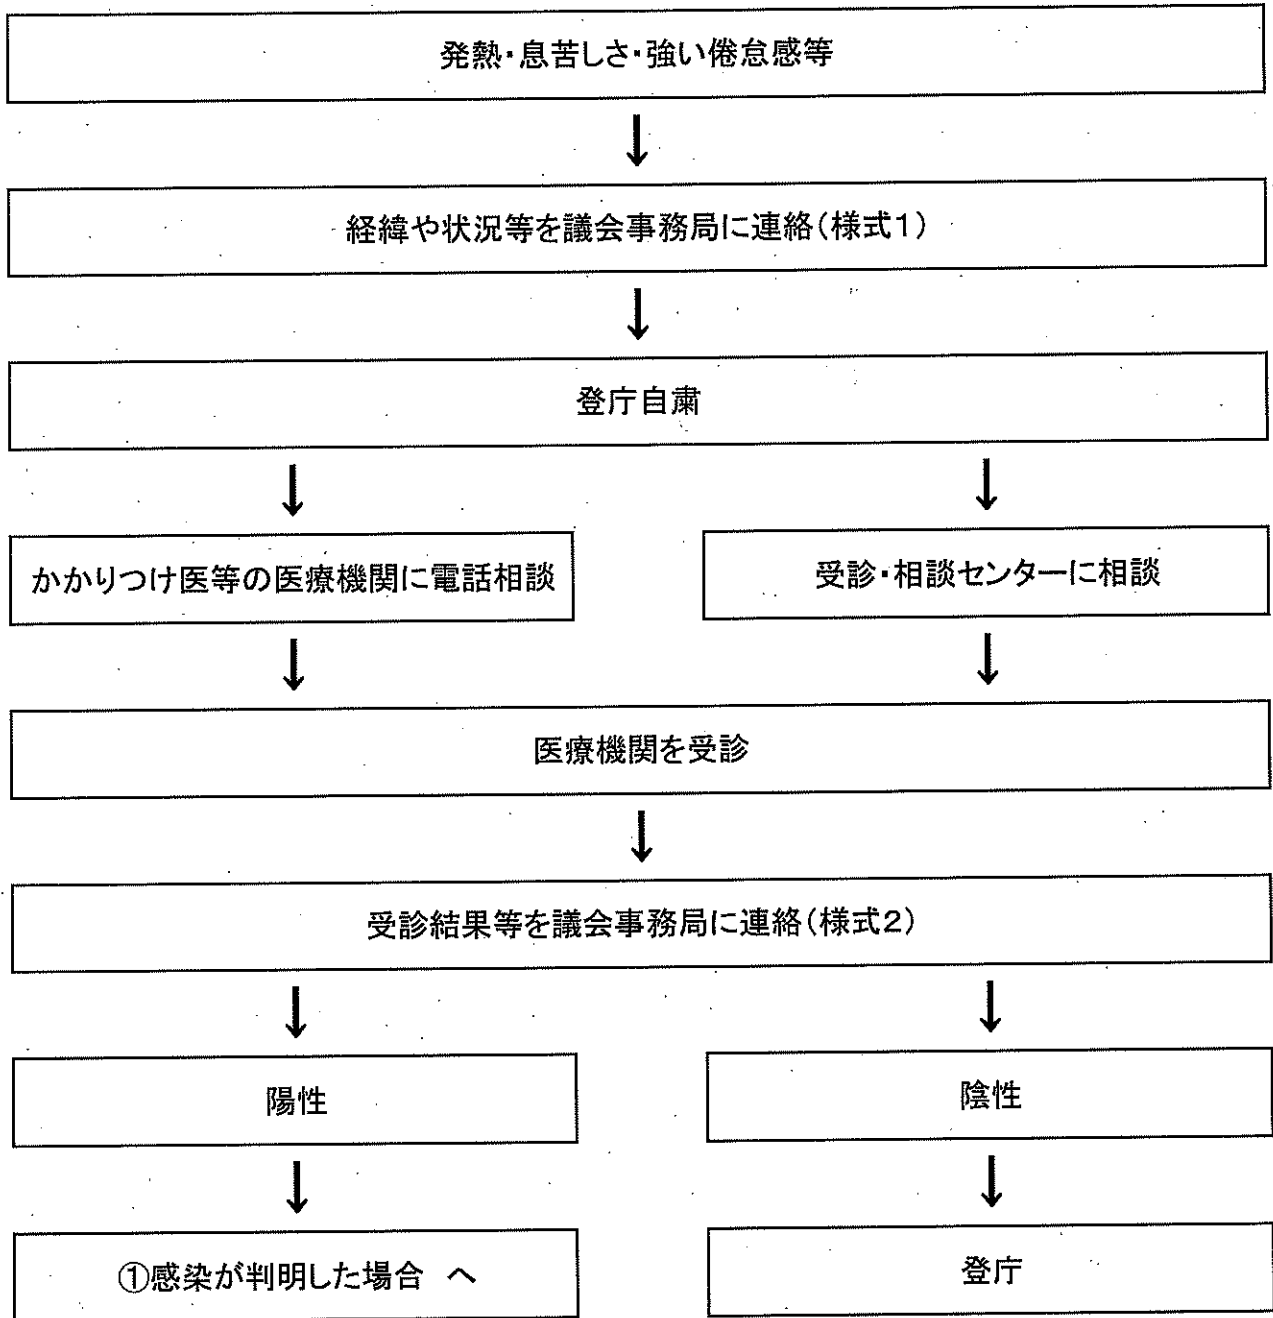 発熱・息苦しさ・強い倦怠感等
↓
経緯や状況等を議会事務局に連絡(様式1)
↓
登庁自粛
↓ ↓
かかりつけ医等の医療機関に電話相談
受診・相談センターに相談
↓ ↓
医療機関を受診
↓
受診結果等を議会事務局に連絡(様式2)
↓ ↓
陽性
陰性
↓ ↓
①感染が判明した場合 へ
登庁